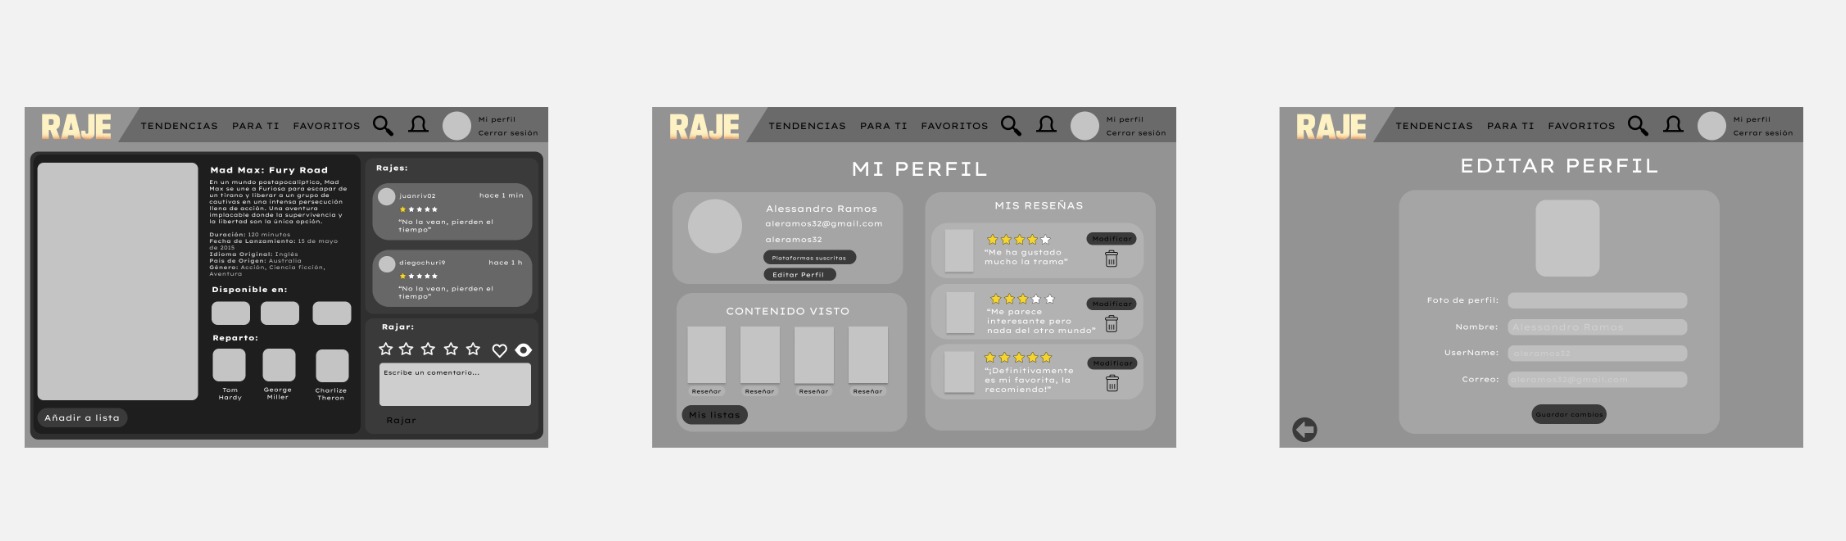 RAJE
TENDENCIAS PARA TI FAVORITOS
Mi perfil
Cerrar sesión
Mad Max: Fury Road
En un mundo postapocalíptico, Mad
Max se une a Furiosa para escapar de
un tirano y liberar a un grupo de
cautivas en una intensa persecución
llena de acción. Una aventura
implacable donde la supervivencia y
la libertad son la única opción.
Duración: 120 minutos
Fecha de Lanzamiento: 15 de mayo
de 2015
Idioma Original: Inglés
País de Origen: Australia
Género: Acción, Ciencia ficción,
Aventura
Disponible en:
Reparto:
Tom
Hardy
George
Miller
Charlize
Theron
Añadir a lista
Rajes:
juanriv02 hace 1 min
"No la vean, pierden el
tiempo"
diegochuri9 hace 1 h
"No la vean, pierden el
tiempo"
Rajar:
Escribe un comentario...
Rajar
RAJE
TENDENCIAS PARA TI FAVORITOS
Mi perfil
Cerrar sesión
MI PERFIL
Alessandro Ramos
aleramos32@gmail.com
aleramos32
Plataformas suscritas
Editar Perfil
CONTENIDO VISTO
Reseñar Reseñar Reseñar Reseñar
Mis listas
MIS RESEÑAS
Modificar
"Me ha gustado
mucho la trama"
Modificar
"Me parece
interesante pero
nada del otro mundo"
Modificar
"¡Definitivamente
es mi favorita, la
recomiendo!"
RAJE
TENDENCIAS PARA TI FAVORITOS
Mi perfil
Cerrar sesión
EDITAR PERFIL
Foto de perfil:
Nombre: Alessandro Ramos
UserName: aleramos32
Correo: aleramos32@gmail.com
Guardar cambios